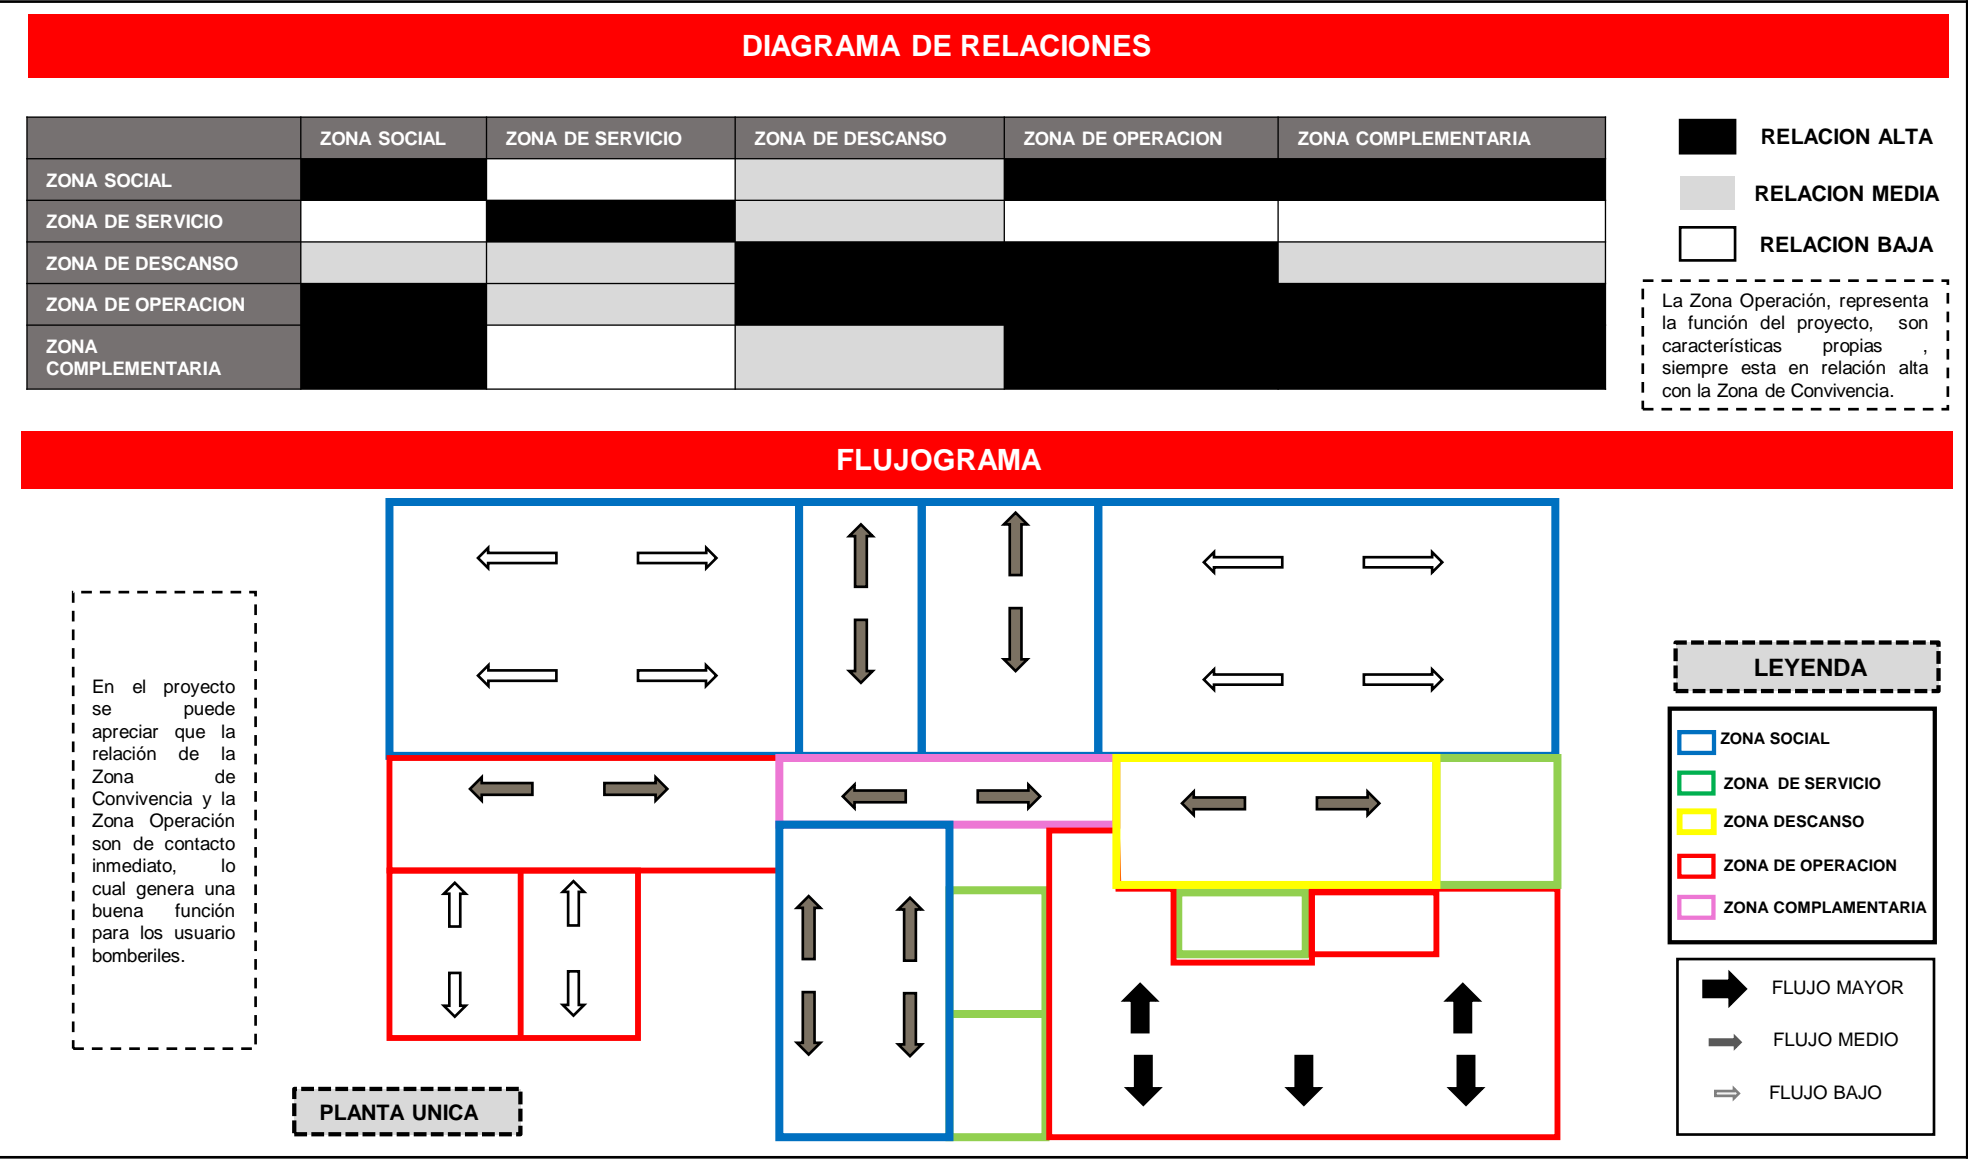 DIAGRAMA DE RELACIONES
ZONA SOCIAL ZONA DE SERVICIO ZONA DE DESCANSO ZONA DE OPERACION ZONA COMPLEMENTARIA
ZONA SOCIAL
ZONA DE SERVICIO
ZONA DE DESCANSO
ZONA DE OPERACION
ZONA
COMPLEMENTARIA
RELACION ALTA
RELACION MEDIA
RELACION BAJA
La Zona Operación, representa
la función del proyecto, son
características propias ,
siempre esta en relación alta
con la Zona de Convivencia.
FLUJOGRAMA
En el proyecto
se puede
apreciar que la
relación de la
Zona de
Convivencia y la
Zona Operación
son de contacto
inmediato, lo
cual genera una
buena función
para los usuario
bomberiles.
PLANTA UNICA
LEYENDA
ZONA SOCIAL
ZONA DE SERVICIO
ZONA DESCANSO
ZONA DE OPERACION
ZONA COMPLAMENTARIA
FLUJO MAYOR
FLUJO MEDIO
FLUJO BAJO